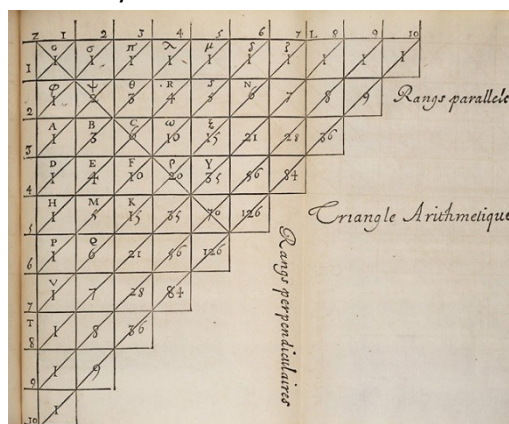 Z 1 2 3 4 5 6 7 L 8 9 10
σ π λ μ δ
1 1 1 1 1 1 1 1 1 1 1
φ ψ θ R S N
2 1 2 3 4 5 6 7 8 9 Rangs parallele
A B C ω ξ
3 1 3 6 10 15 21 28 36
D E F ρ Y
4 1 4 10 20 35 56 84
H M K
5 1 5 15 35 70 126 Triangle Arithmetique
P Q
6 1 6 21 56 126
V
7 1 7 28 84
T
8 1 8 36
9 1 9
10 1
Rangs perpendiculaires